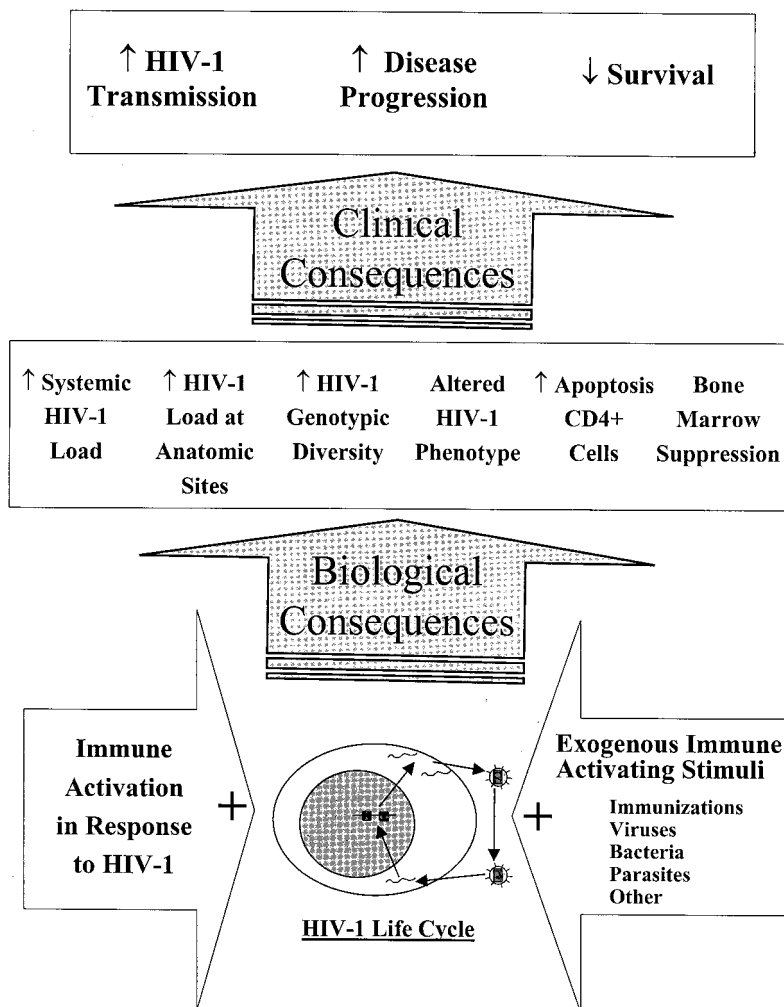 ↑ HIV-1
Transmission
↑ Disease
Progression
↓ Survival
Clinical
Consequences
↑ Systemic
HIV-1
Load
↑ HIV-1
Load at
Anatomic
Sites
↑ HIV-1
Genotypic
Diversity
Altered
HIV-1
Phenotype
↑ Apoptosis
CD4+
Cells
Bone
Marrow
Suppression
Biological
Consequences
Immune
Activation
in Response
to HIV-1
+
HIV-1 Life Cycle
+
Exogenous Immune
Activating Stimuli
Immunizations
Viruses
Bacteria
Parasites
Other